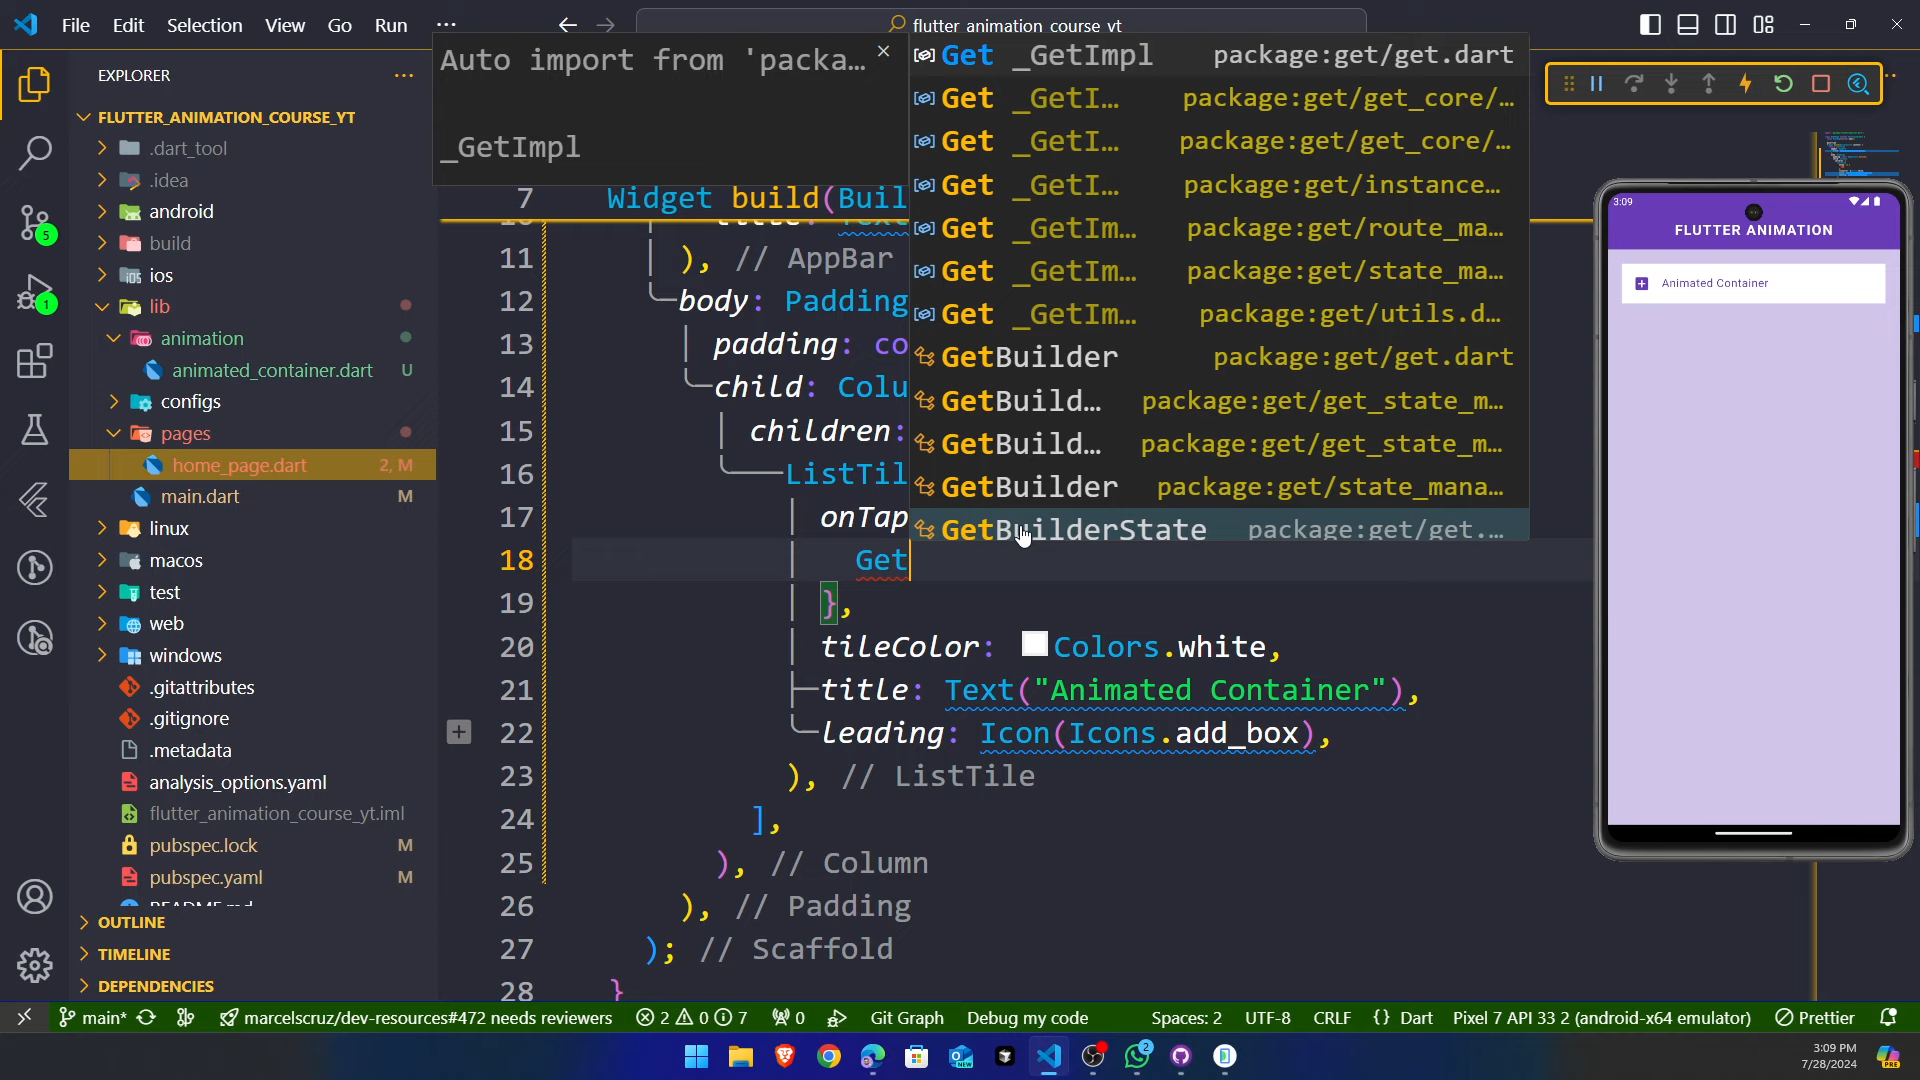 File Edit Selection View Go Run ···
flutter animation course yt
EXPLORER
FLUTTER_ANIMATION_COURSE_YT
.dart_tool
.idea
android
build
ios
lib
animation
animated_container.dart U
configs
pages
home_page.dart 2, M
main.dart M
linux
macos
test
web
windows
.gitattributes
.gitignore
.metadata
analysis_options.yaml
flutter_animation_course_yt.iml
pubspec.lock M
pubspec.yaml M
README.md
OUTLINE
TIMELINE
DEPENDENCIES
5
1
Auto import from 'packa...
_GetImpl
Get _GetImpl package:get/get.dart
Get _GetI... package:get/get_core/...
Get _GetI... package:get/get_core/...
Get _GetI... package:get/instance...
Get _GetIm... package:get/route_ma...
Get _GetIm... package:get/state_ma...
Get _GetIm... package:get/utils.d...
GetBuilder package:get/get.dart
GetBuild... package:get/get_state_m...
GetBuild... package:get/get_state_m...
GetBuilder package:get/state_mana...
GetBuilderState package:get/get....
7 Widget build(Buil
11 ), // AppBar
12 body: Padding
13 padding: co
14 child: Colu
15 children:
16 ListTil
17 onTap
18 Get
19 },
20 tileColor: Colors.white,
21 title: Text("Animated Container"),
22 leading: Icon(Icons.add_box),
23 ), // ListTile
24 ],
25 ), // Column
26 ), // Padding
27 ); // Scaffold
28 }
3:09
FLUTTER ANIMATION
Animated Container
main* marcelscruz/dev-resources#472 needs reviewers 2 0 7 0 Git Graph Debug my code Spaces: 2 UTF-8 CRLF {} Dart Pixel 7 API 33 2 (android-x64 emulator) Prettier
NEW
2
3:09 PM
7/28/2024
PRE